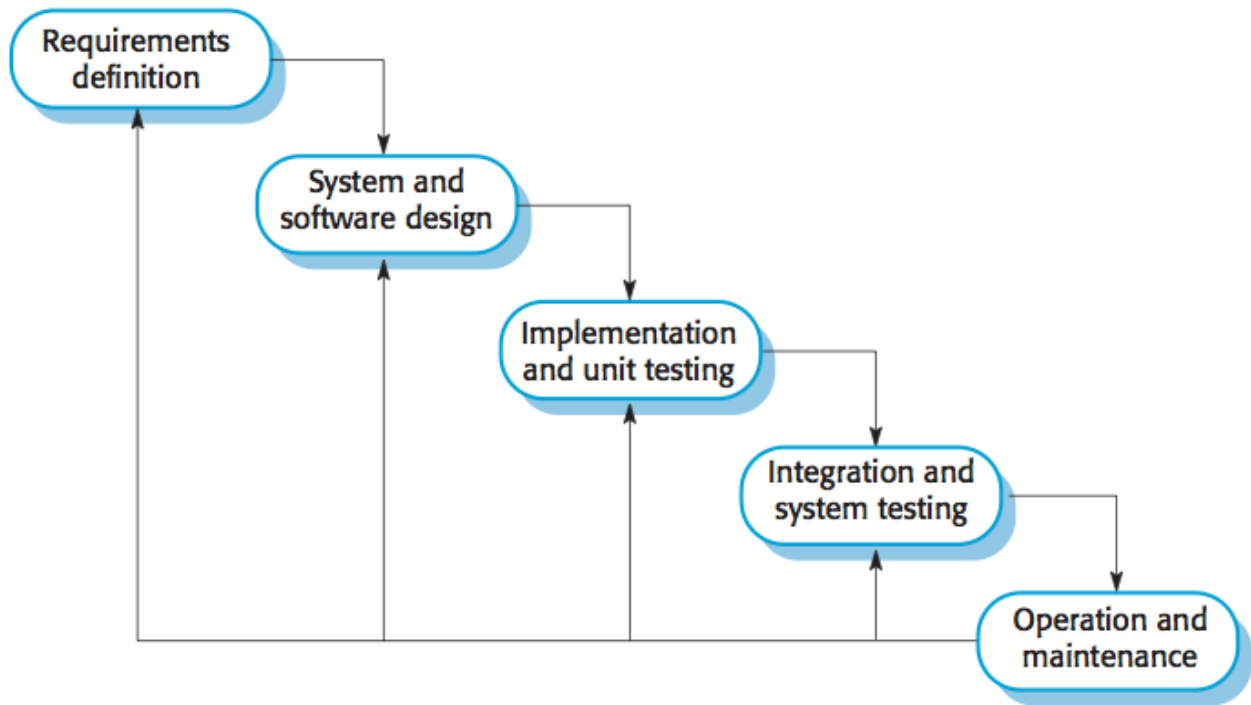 Requirements
definition
System and
software design
Implementation
and unit testing
Integration and
system testing
Operation and
maintenance